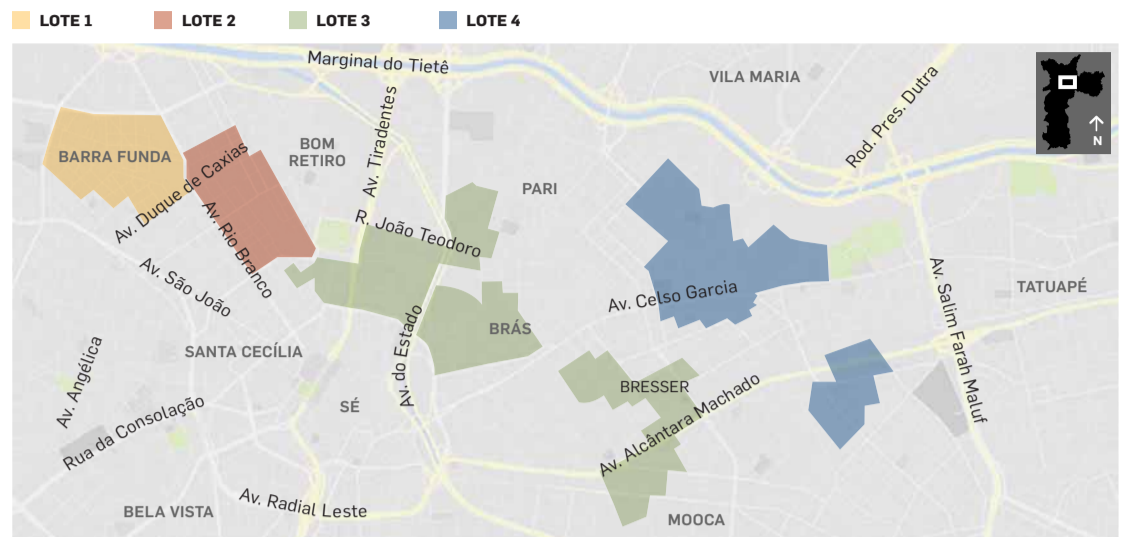 LOTE 1
LOTE 2
LOTE 3
LOTE 4
Marginal do Tietê
VILA MARIA
Rod. Pres. Dutra
N
BARRA FUNDA
BOM
RETIRO
Av. Tiradentes
PARI
Av. Duque de Caxias
Av. Rio Branco
R. João Teodoro
Av. São João
Av. Celso Garcia
Av. Salim Farah Maluf
TATUAPÉ
BRÁS
SANTA CECÍLIA
Av. do Estado
Av. Angélica
BRESSER
SÉ
Av. Alcântara Machado
Rua da Consolação
Av. Radial Leste
BELA VISTA
MOOCA